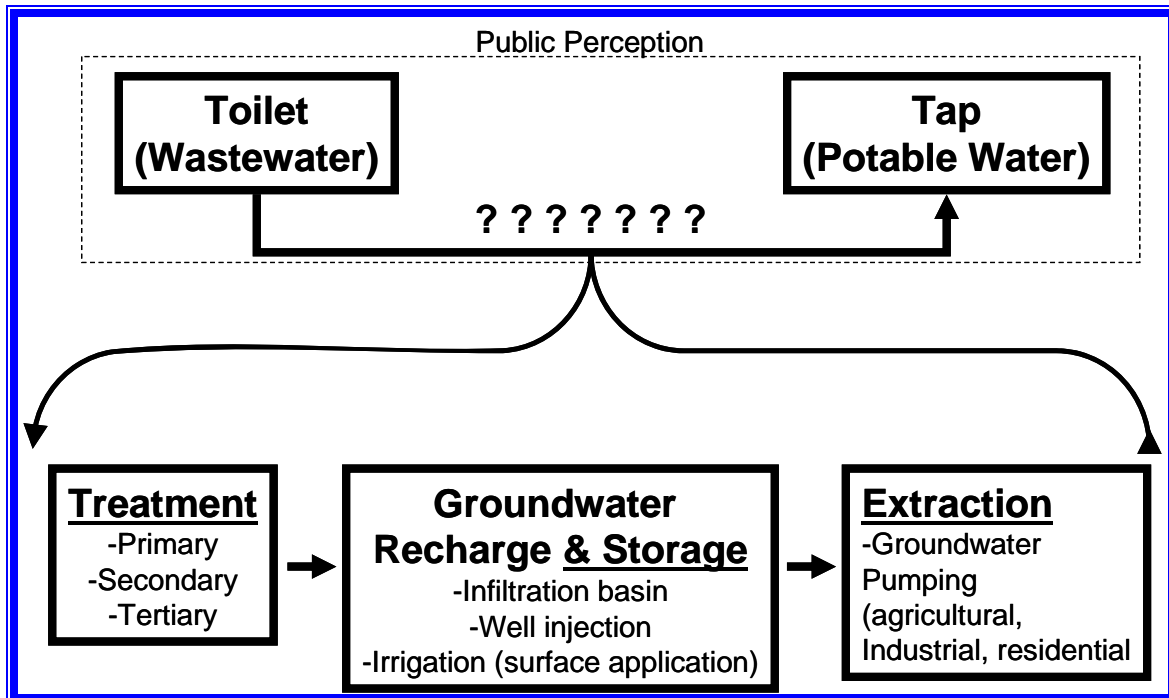 Public Perception
Toilet
(Wastewater)
Tap
(Potable Water)
? ? ? ? ? ? ?
Treatment
-Primary
-Secondary
-Tertiary
Groundwater
Recharge & Storage
-Infiltration basin
-Well injection
-Irrigation (surface application)
Extraction
-Groundwater
Pumping
(agricultural,
Industrial, residential